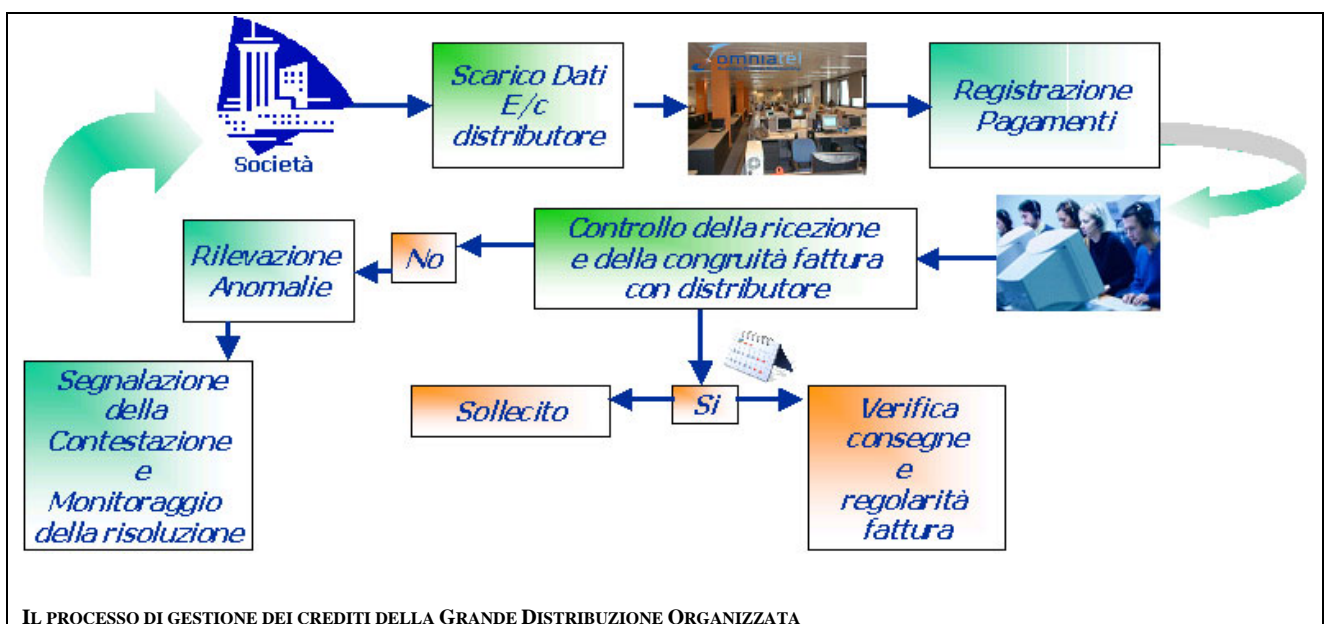 Società
Scarico Dati
E/c
distributore
omniatel
Registrazione
Pagamenti
Controllo della ricezione
e della congruità fattura
con distributore
No
Rilevazione
Anomalie
Segnalazione
della
Contestazione
e
Monitoraggio
della risoluzione
Si
Sollecito
Verifica
consegne
e
regolarità
fattura
IL PROCESSO DI GESTIONE DEI CREDITI DELLA GRANDE DISTRIBUZIONE ORGANIZZATA